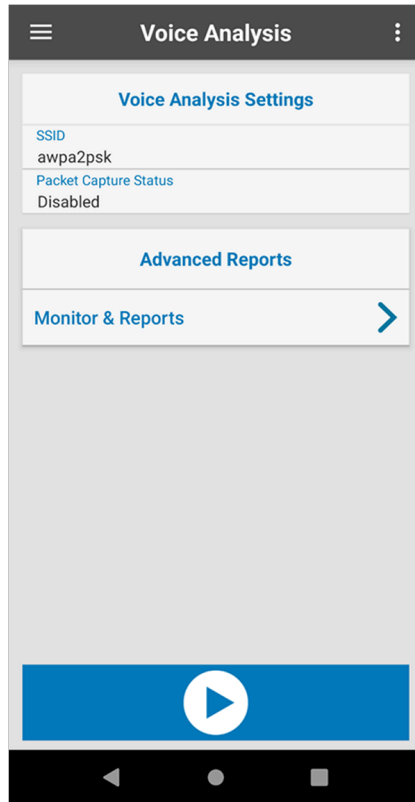 Voice Analysis
Voice Analysis Settings
SSID
awpa2psk
Packet Capture Status
Disabled
Advanced Reports
Monitor & Reports